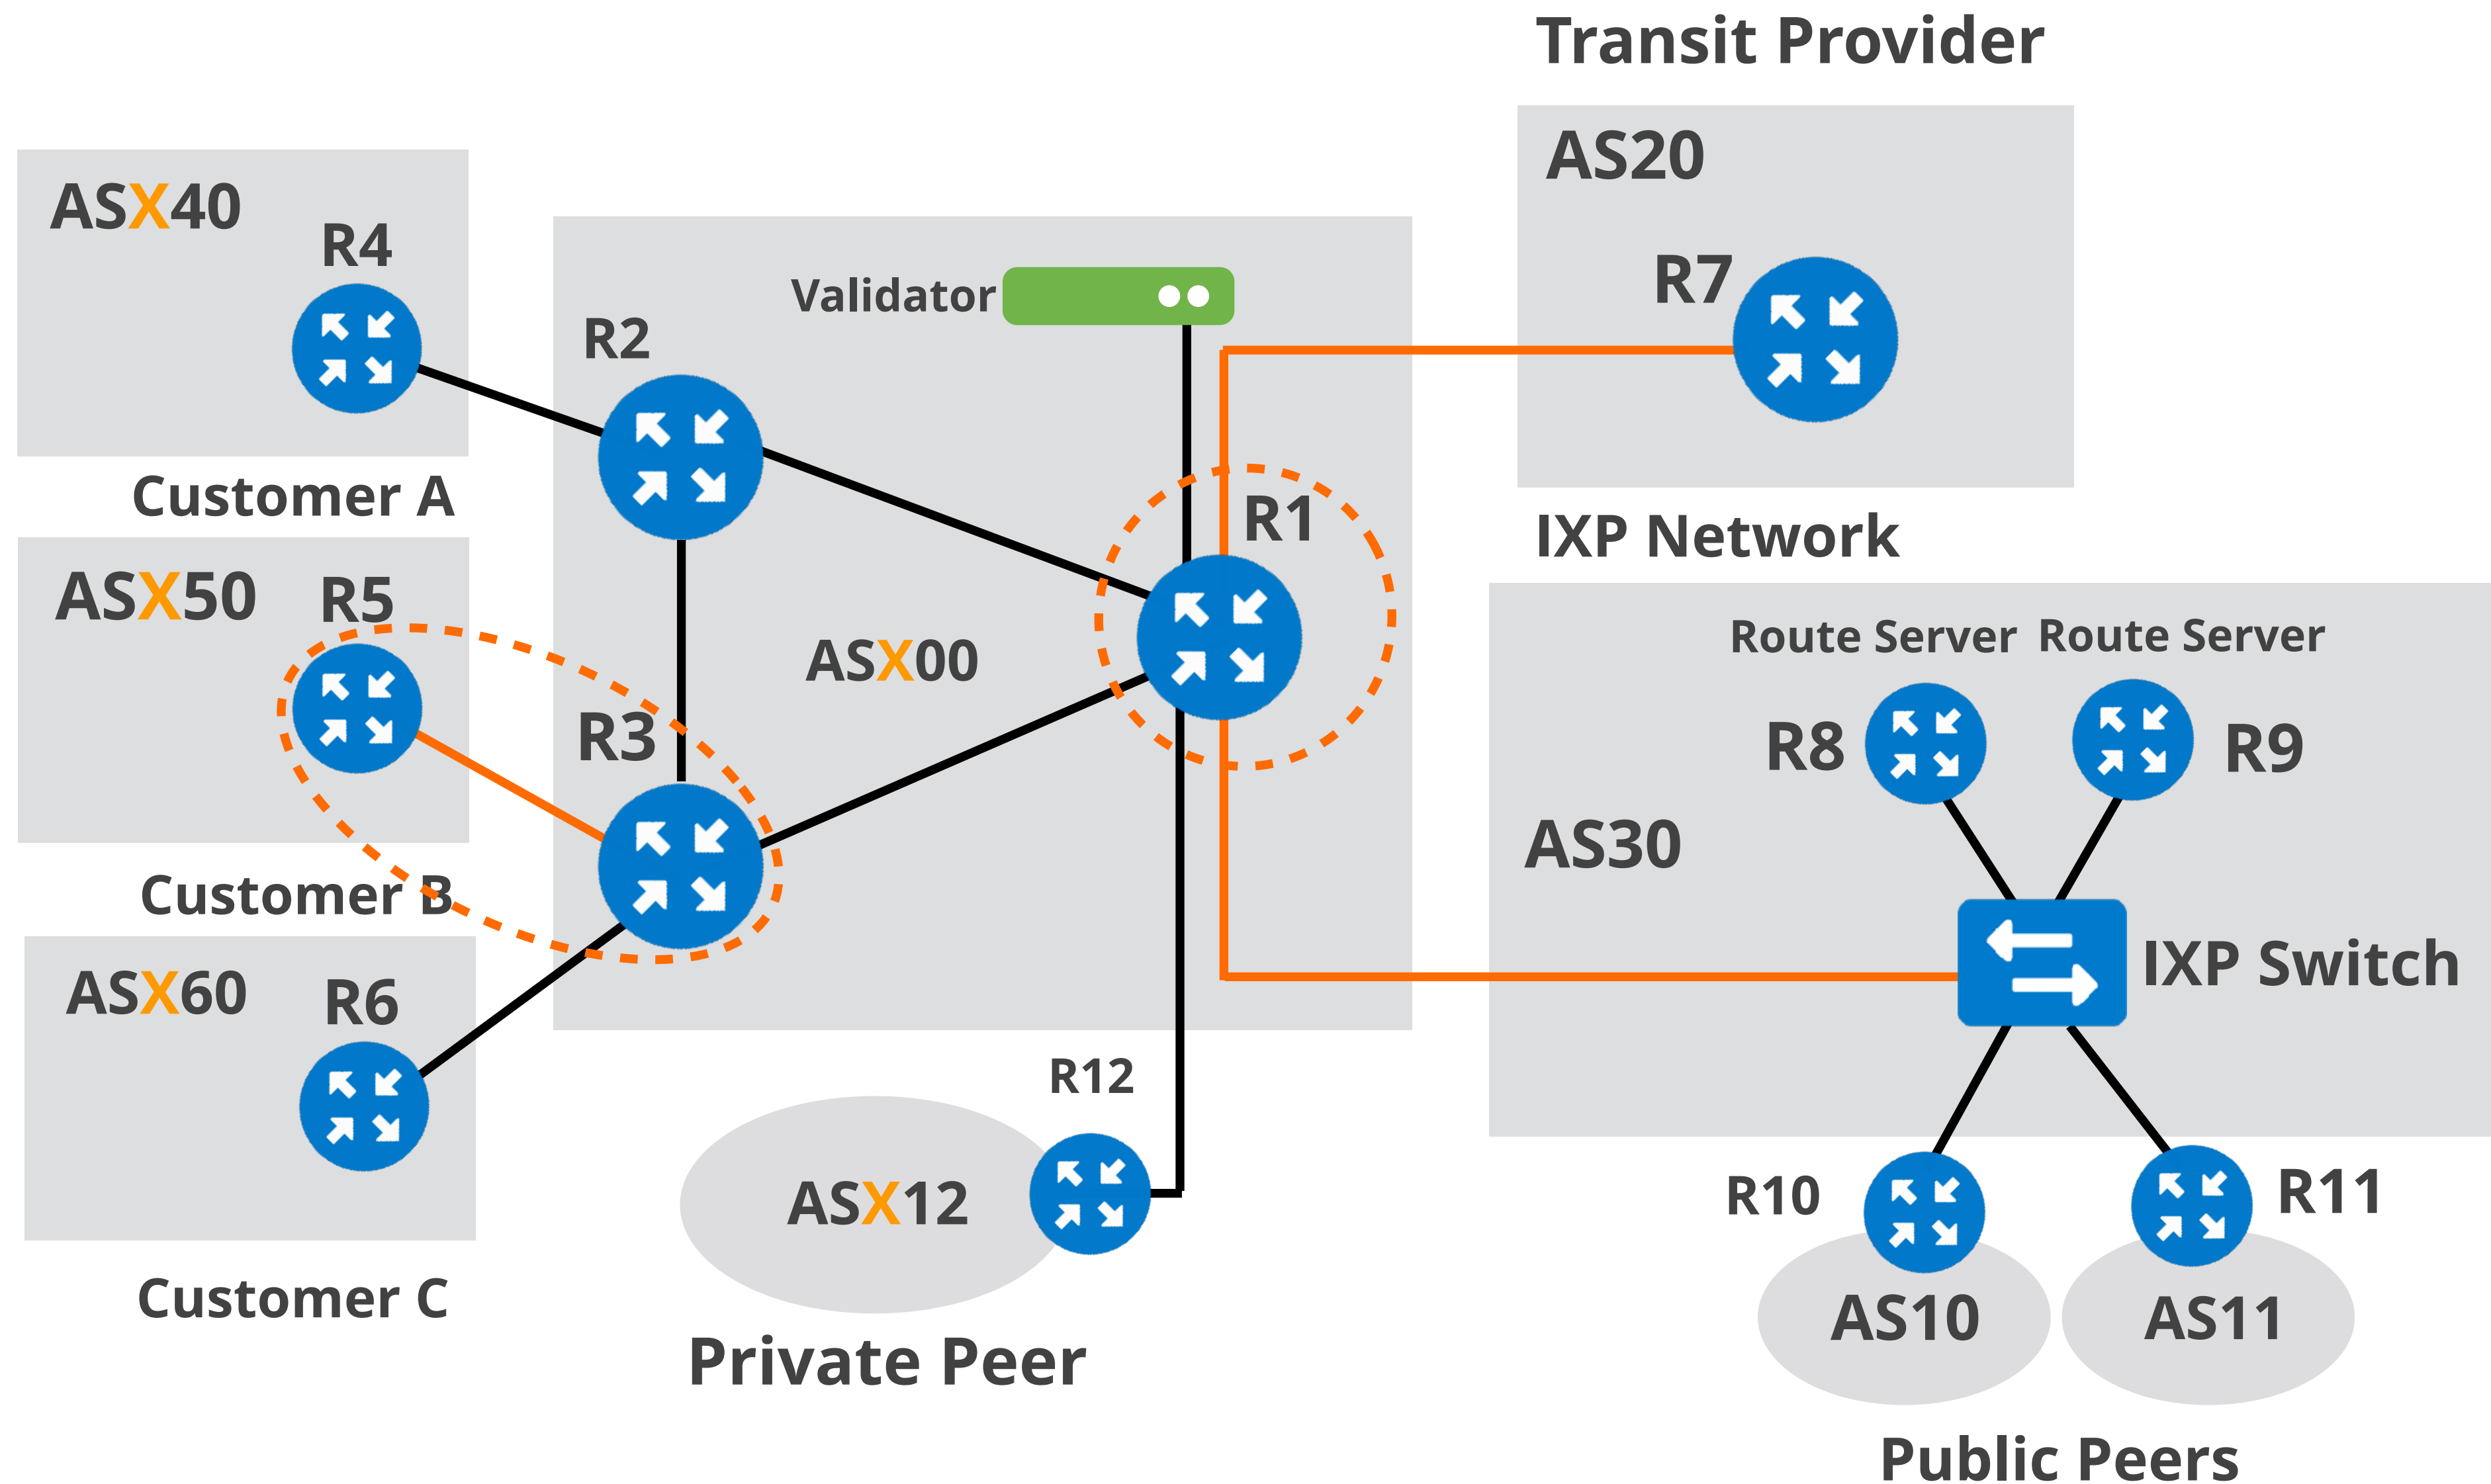 Transit Provider
AS20
R7
ASX40
R4
Customer A
Validator
R2
R1
IXP Network
ASX50
R5
Customer B
R3
ASX00
Route Server
Route Server
R8
R9
AS30
IXP Switch
ASX60
R6
Customer C
R12
ASX12
Private Peer
R10
R11
AS10
AS11
Public Peers